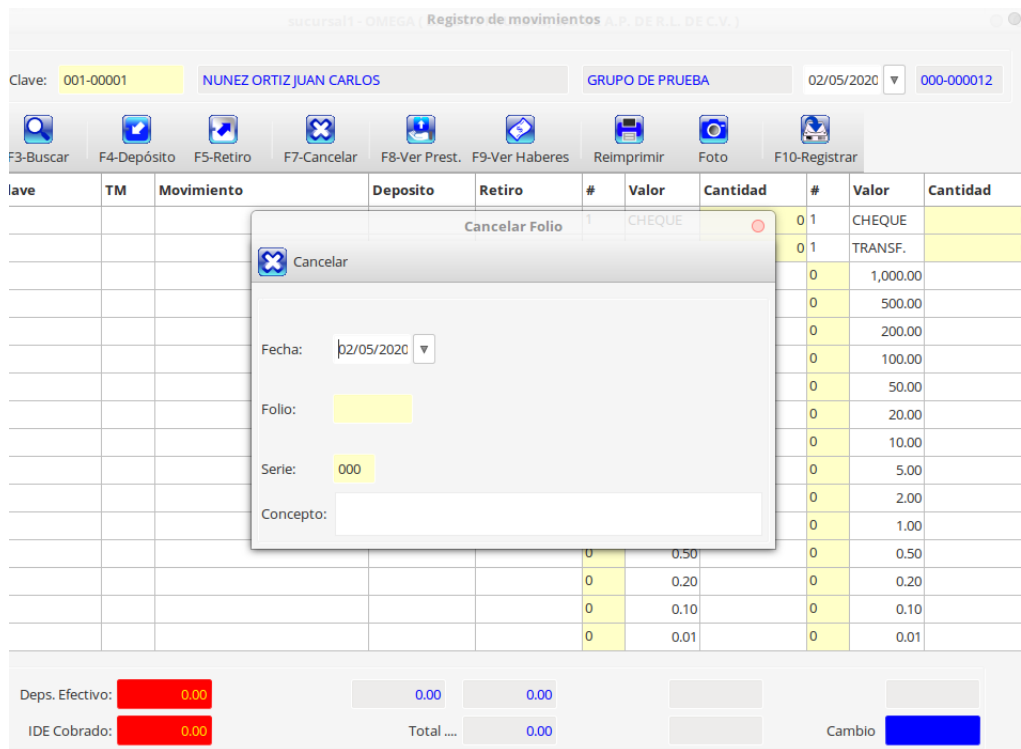 sucursal1 - OMEGA ( Registro de movimientos A.P. DE R.L. DE C.V. )
Clave: 001-00001 NUNEZ ORTIZ JUAN CARLOS GRUPO DE PRUEBA 02/05/2020 000-000012
F3-Buscar F4-Depósito F5-Retiro F7-Cancelar F8-Ver Prest. F9-Ver Haberes Reimprimir Foto F10-Registrar
lave TM Movimiento Deposito Retiro # Valor Cantidad # Valor Cantidad
1 CHEQUE 0 1 CHEQUE
0 1 TRANSF.
0 1,000.00
0 500.00
0 200.00
0 100.00
0 50.00
0 20.00
0 10.00
0 5.00
0 2.00
0 1.00
Cancelar Folio
Cancelar
Fecha: 02/05/2020
Folio:
Serie: 000
Concepto:
0 0.50 0 0.50
0 0.20 0 0.20
0 0.10 0 0.10
0 0.01 0 0.01
Deps. Efectivo: 0.00 0.00 0.00
IDE Cobrado: 0.00 Total .... 0.00 Cambio